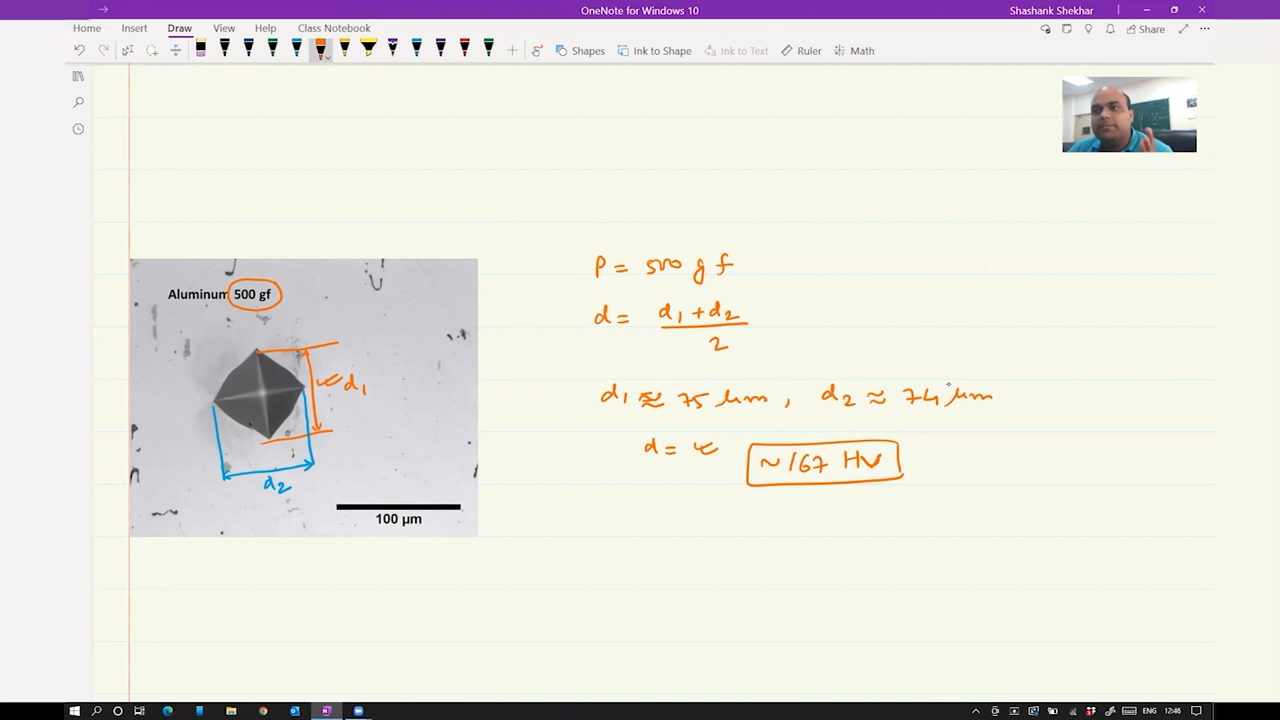 OneNote for Windows 10
Shashank Shekhar
Home Insert Draw View Help Class Notebook
Share
Shapes Ink to Shape Ink to Text Ruler Math
Aluminum 500 gf
d1
d2
100 µm
P = 500 g f
d = d1 + d2 / 2
d1 ≈ 75 µm, d2 ≈ 74 µm
d =
~167 HV
ENG 12:46